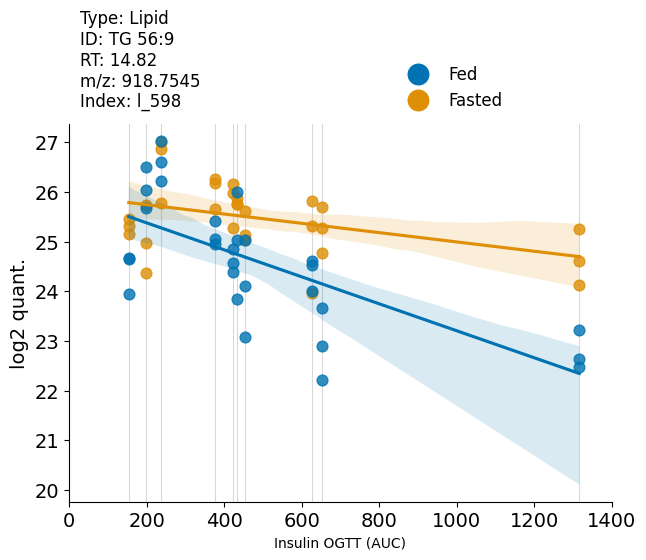 Type: Lipid
ID: TG 56:9
RT: 14.82
m/z: 918.7545
Index: l_598
Fed
Fasted
27
26
25
24
23
22
21
20
log2 quant.
0 200 400 600 800 1000 1200 1400
Insulin OGTT (AUC)